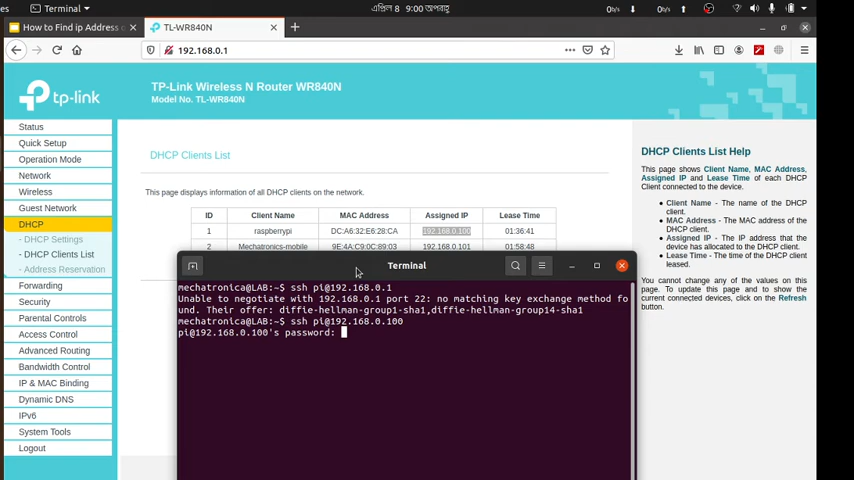 es Terminal এপ্রিল 8 9:00 অপরাহ্ণ 0b/s 0b/s
How to Find ip Address o
TL-WR840N
192.168.0.1
tp-link
TP-Link Wireless N Router WR840N
Model No. TL-WR840N
Status
Quick Setup
Operation Mode
Network
Wireless
Guest Network
DHCP
- DHCP Settings
- DHCP Clients List
- Address Reservation
Forwarding
Security
Parental Controls
Access Control
Advanced Routing
Bandwidth Control
IP & MAC Binding
Dynamic DNS
IPv6
System Tools
Logout
DHCP Clients List
This page displays information of all DHCP clients on the network.
ID Client Name MAC Address Assigned IP Lease Time
1 raspberrypi DC:A6:32:E6:28:CA 192.168.0.100 01:36:41
2 Mechatronics-mobile 9E:4A:C9:0C:89:03 192.168.0.101 01:58:48
Terminal
mechatronica@LAB:~$ ssh pi@192.168.0.1
Unable to negotiate with 192.168.0.1 port 22: no matching key exchange method fo
und. Their offer: diffie-hellman-group1-sha1,diffie-hellman-group14-sha1
mechatronica@LAB:~$ ssh pi@192.168.0.100
pi@192.168.0.100's password:
DHCP Clients List Help
This page shows Client Name, MAC Address,
Assigned IP and Lease Time of each DHCP
Client connected to the device.
Client Name - The name of the DHCP
client.
MAC Address - The MAC address of
the DHCP client.
Assigned IP - The IP address that
the device has allocated to the DHCP
client.
Lease Time - The time of the DHCP
client leased.
You cannot change any of the values on this
page. To update this page and to show the
current connected devices, click on the Refresh
button.